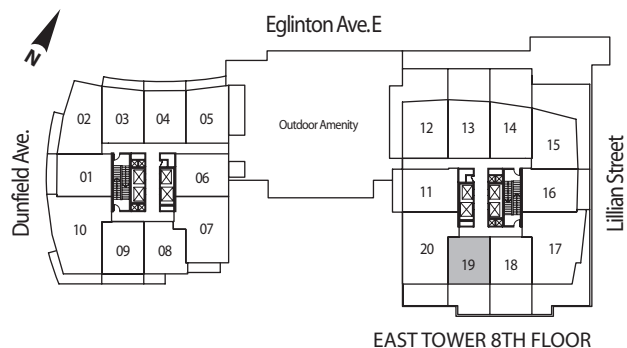 Eglinton Ave.E
N
Dunfield Ave.
02 03 04 05
01 06
10 09 08 07
Outdoor Amenity
12 13 14 15
11 16
20 19 18 17
Lillian Street
EAST TOWER 8TH FLOOR